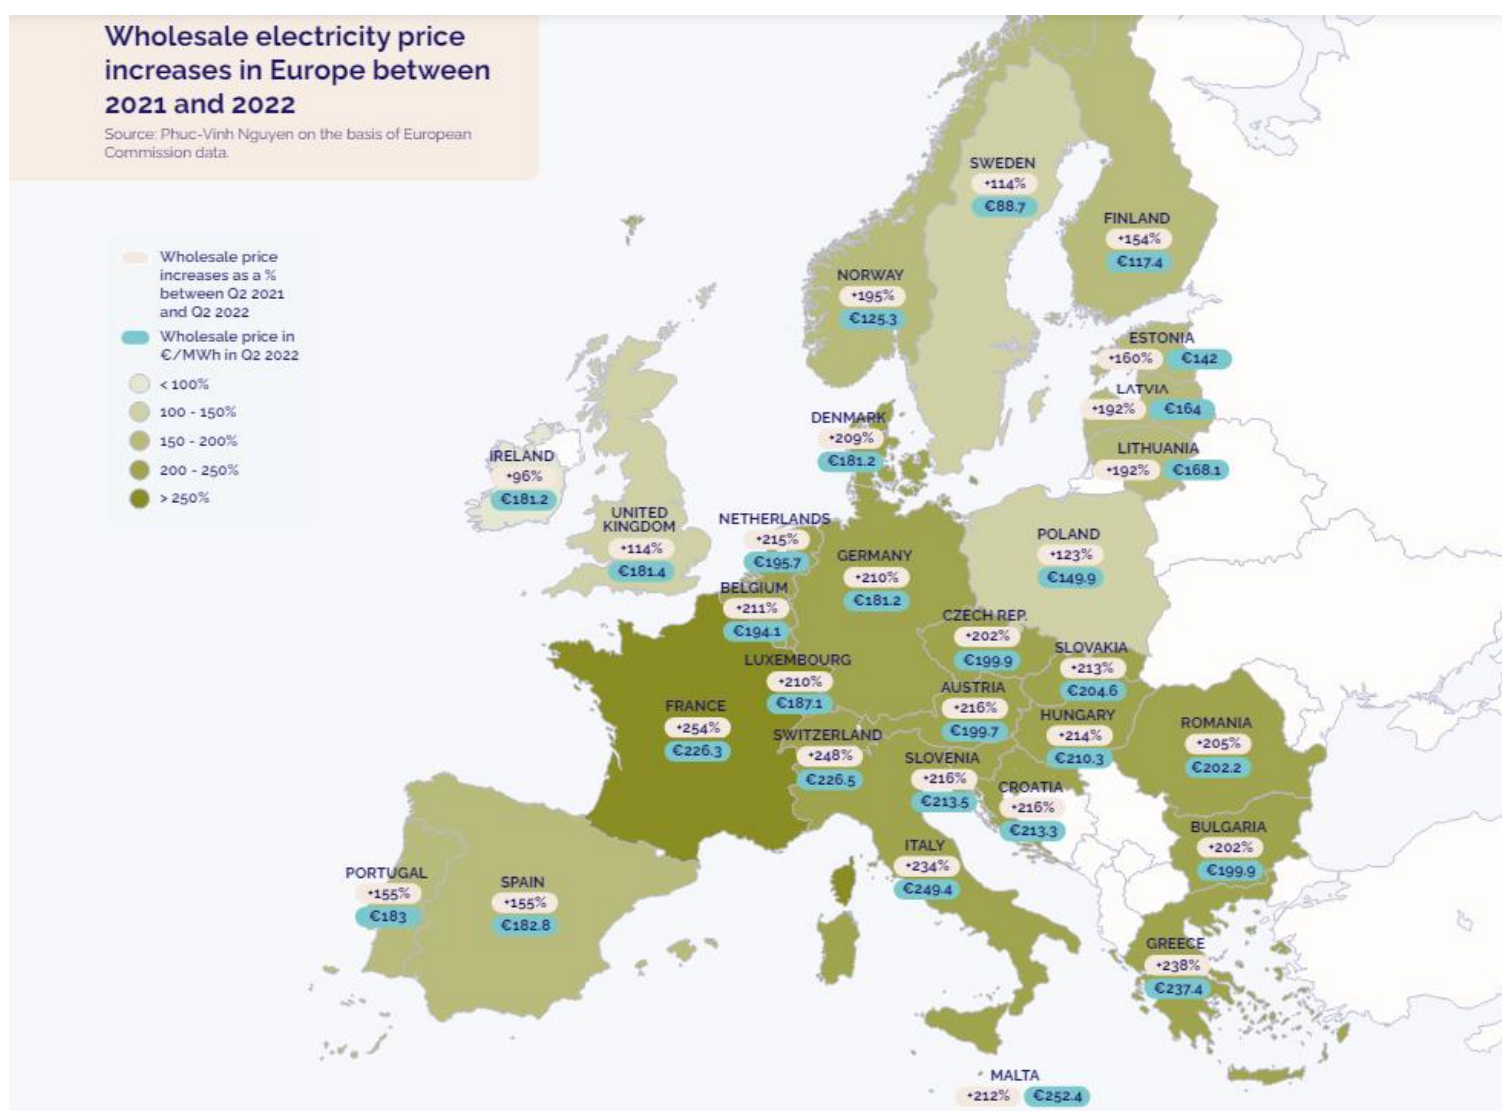 Wholesale electricity price
increases in Europe between
2021 and 2022
Source: Phuc-Vinh Nguyen on the basis of European
Commission data.
Wholesale price
increases as a %
between Q2 2021
and Q2 2022
Wholesale price in
€/MWh in Q2 2022
< 100%
100 - 150%
150 - 200%
200 - 250%
> 250%
SWEDEN
+114%
€88.7
FINLAND
+154%
€117.4
NORWAY
+195%
€125.3
ESTONIA
+160% €142
LATVIA
+192% €164
LITHUANIA
+192% €168.1
DENMARK
+209%
€181.2
IRELAND
+96%
€181.2
UNITED
KINGDOM
+114%
€181.4
NETHERLANDS
+215%
€195.7
BELGIUM
+211%
€194.1
GERMANY
+210%
€181.2
POLAND
+123%
€149.9
CZECH REP.
+202%
€199.9
SLOVAKIA
+213%
€204.6
LUXEMBOURG
+210%
€187.1
AUSTRIA
+216%
€199.7
HUNGARY
+214%
€210.3
FRANCE
+254%
€226.3
SWITZERLAND
+248%
€226.5
SLOVENIA
+216%
€213.5
CROATIA
+216%
€213.3
ROMANIA
+205%
€202.2
BULGARIA
+202%
€199.9
ITALY
+234%
€249.4
PORTUGAL
+155%
€183
SPAIN
+155%
€182.8
GREECE
+238%
€237.4
MALTA
+212% €252.4